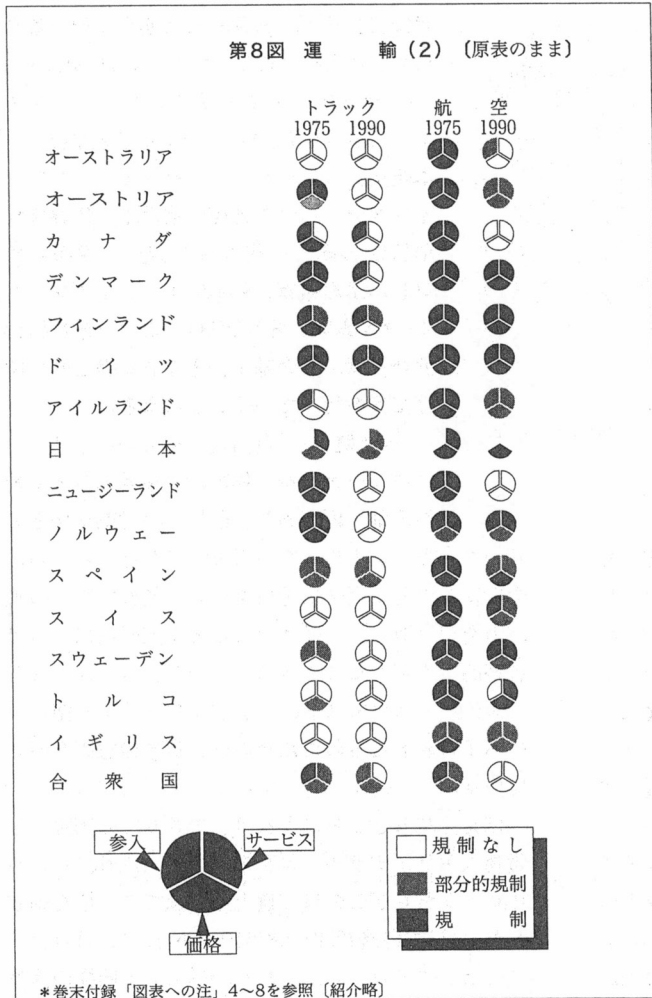 第8図 運 輸（2）〔原表のまま〕
トラック 航 空
1975 1990 1975 1990
オーストラリア
オーストリア
カナダ
デンマーク
フィンランド
ドイツ
アイルランド
日本
ニュージーランド
ノルウェー
スペイン
スイス
スウェーデン
トルコ
イギリス
合衆国
参入 サービス
価格
規制なし
部分的規制
規制
＊巻末付録「図表への注」4～8を参照〔紹介略〕